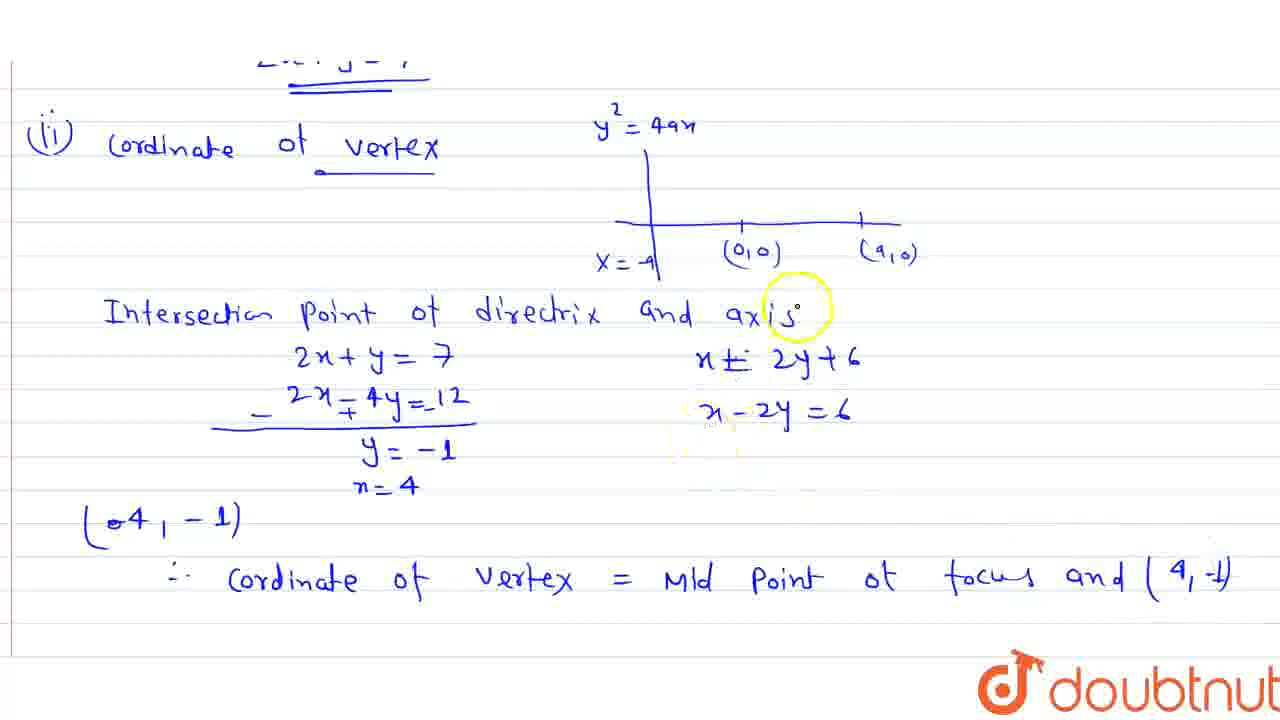 (ii) Cordinate of vertex
y² = 4ax
x = -a (0,0) (a,0)
Intersection Point of directrix and axis
2x + y = 7 x = 2y + 6
2x - 4y = 12 x - 2y = 6
- + -
y = -1
x = 4
(4, -1)
∴ Cordinate of vertex = Mid Point of focus and (4, -1)
doubtnut